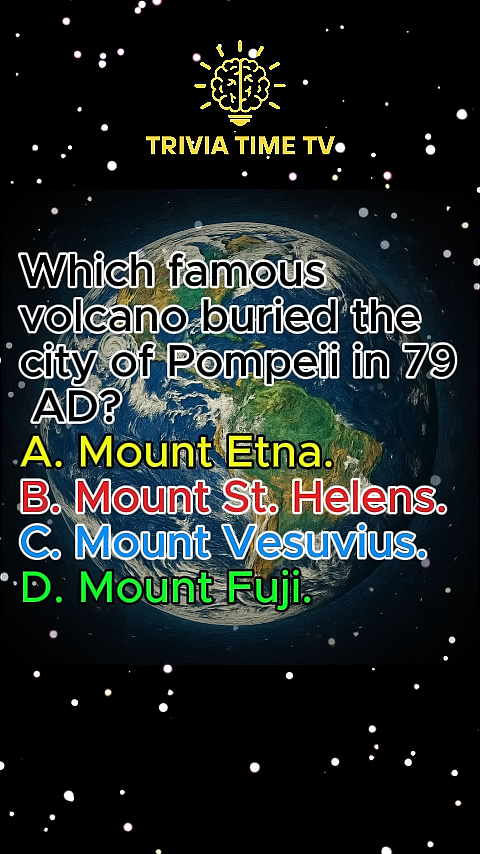 TRIVIA TIME TV
Which famous
volcano buried the
city of Pompeii in 79
AD?
A. Mount Etna.
B. Mount St. Helens.
C. Mount Vesuvius.
D. Mount Fuji.